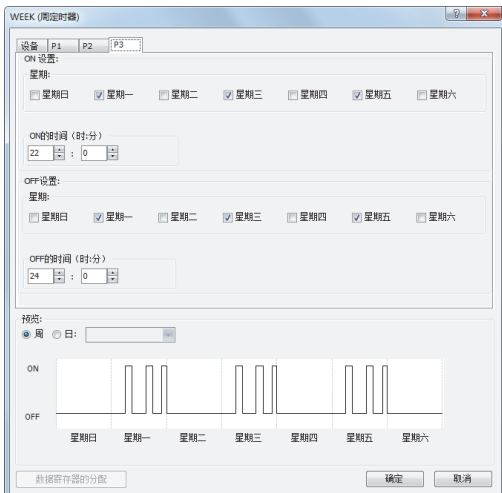 WEEK (周定时器)
设备 P1 P2 P3
ON 设置:
星期:
星期日 星期一 星期二 星期三 星期四 星期五 星期六
ON的时间（时:分）
22 : 0
OFF设置:
星期:
星期日 星期一 星期二 星期三 星期四 星期五 星期六
OFF的时间（时:分）
24 : 0
预览:
周 日:
ON
OFF
星期日 星期一 星期二 星期三 星期四 星期五 星期六
数据寄存器的分配 确定 取消